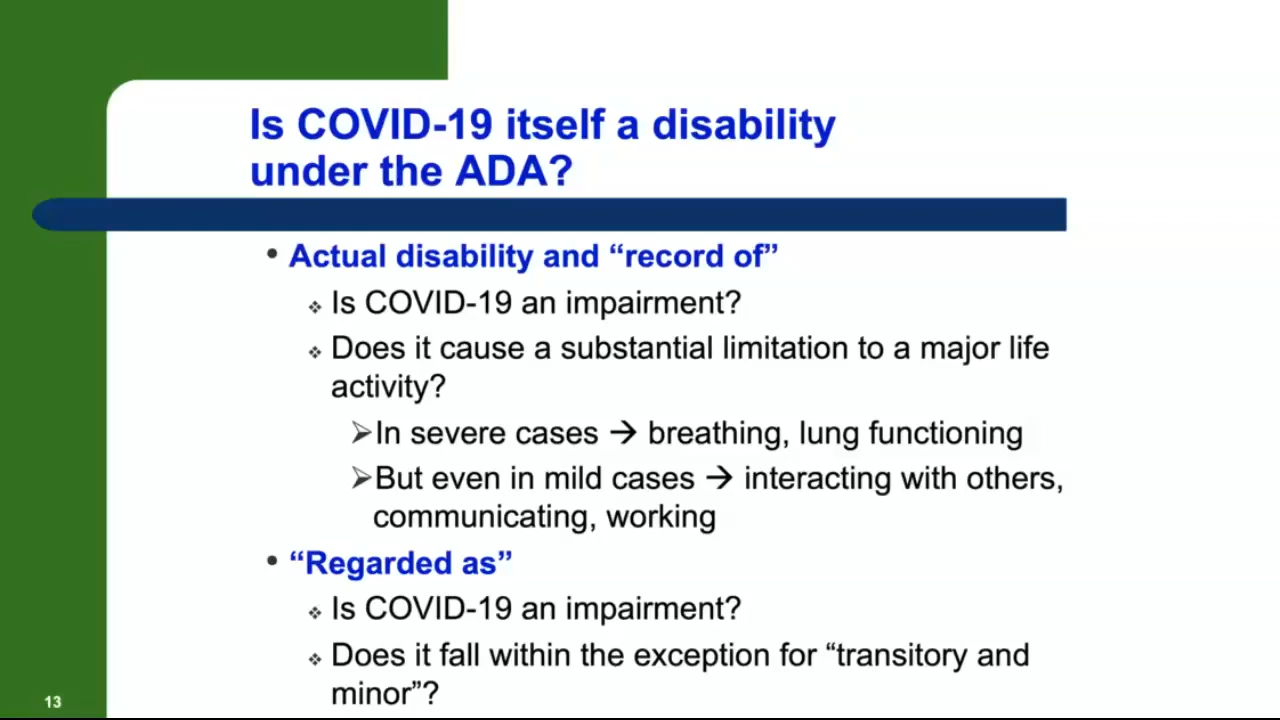 Is COVID-19 itself a disability
under the ADA?
• Actual disability and “record of”
❖ Is COVID-19 an impairment?
❖ Does it cause a substantial limitation to a major life
activity?
➢In severe cases → breathing, lung functioning
➢But even in mild cases → interacting with others,
communicating, working
• “Regarded as”
❖ Is COVID-19 an impairment?
❖ Does it fall within the exception for “transitory and
minor”?
13